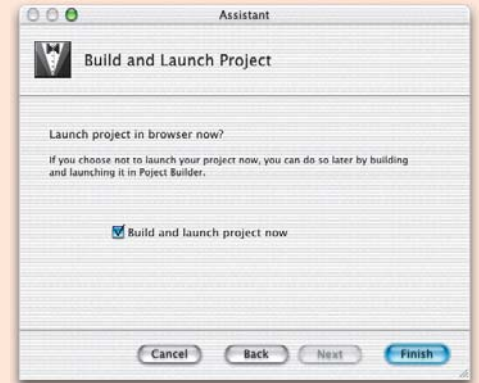 Assistant
Build and Launch Project
Launch project in browser now?
If you choose not to launch your project now, you can do so later by building
and launching it in Poject Builder.
Build and launch project now
Cancel Back Next Finish